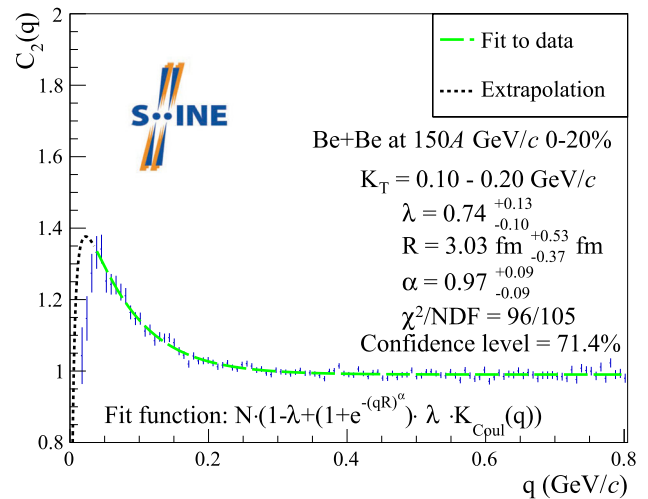 C₂(q)
2
1.8
1.6
1.4
1.2
1
0.8
Fit to data
Extrapolation
S••INE
Be+Be at 150A GeV/c 0-20%
K_T = 0.10 - 0.20 GeV/c
λ = 0.74 +0.13 -0.10
R = 3.03 fm +0.53 -0.37 fm
α = 0.97 +0.09 -0.09
χ²/NDF = 96/105
Confidence level = 71.4%
Fit function: N·(1-λ+(1+e^{-(qR)^α})· λ ·K_Coul(q))
0 0.2 0.4 0.6 0.8
q (GeV/c)